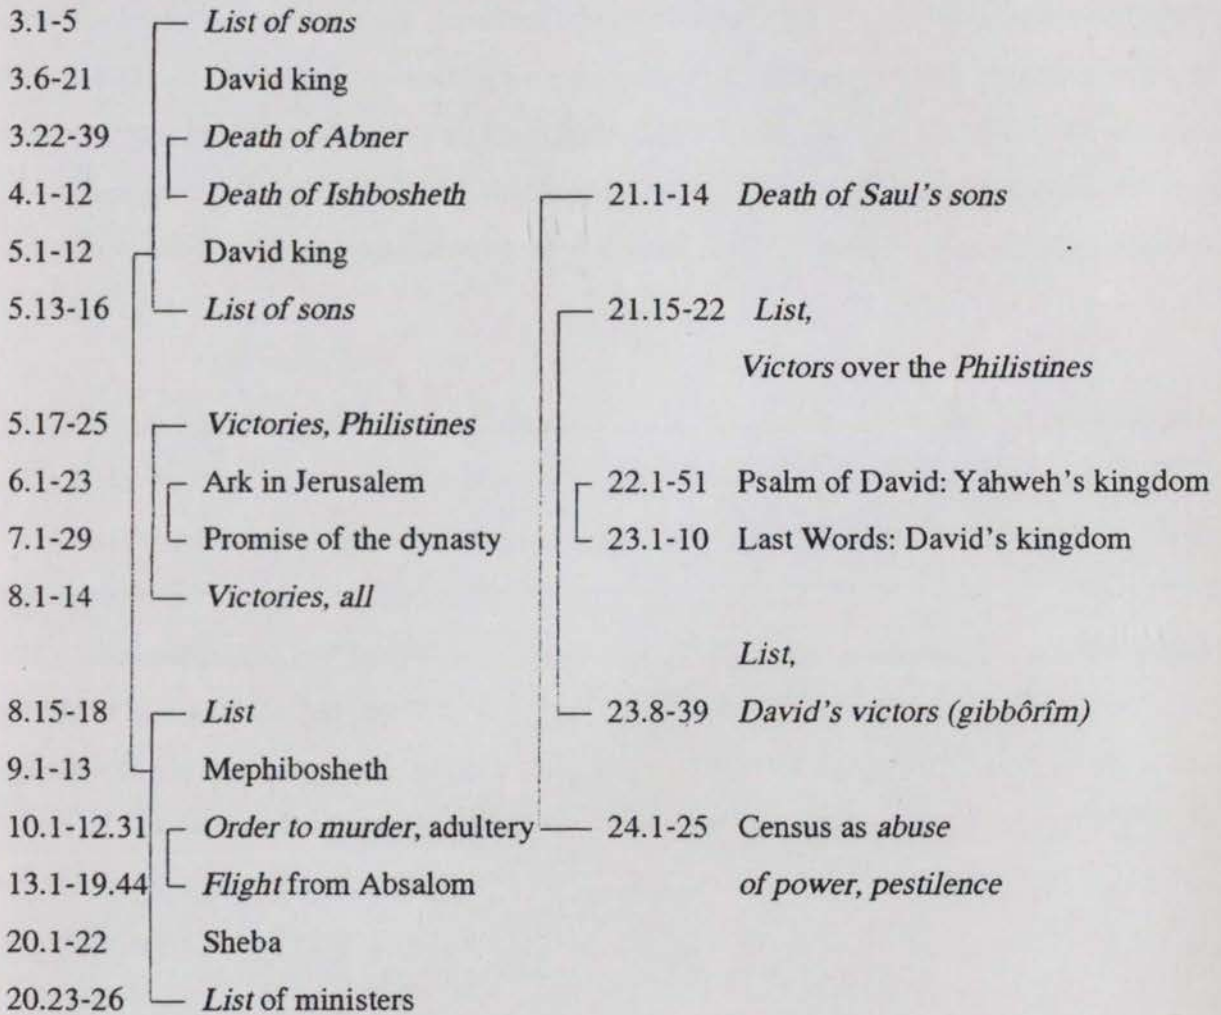 3.1-5 List of sons
3.6-21 David king
3.22-39 Death of Abner
4.1-12 Death of Ishbosheth
5.1-12 David king
5.13-16 List of sons
5.17-25 Victories, Philistines
6.1-23 Ark in Jerusalem
7.1-29 Promise of the dynasty
8.1-14 Victories, all
8.15-18 List
9.1-13 Mephibosheth
10.1-12.31 Order to murder, adultery
13.1-19.44 Flight from Absalom
20.1-22 Sheba
20.23-26 List of ministers
21.1-14 Death of Saul's sons
21.15-22 List,
Victors over the Philistines
22.1-51 Psalm of David: Yahweh's kingdom
23.1-10 Last Words: David's kingdom
List,
23.8-39 David's victors (gibbôrîm)
24.1-25 Census as abuse
of power, pestilence